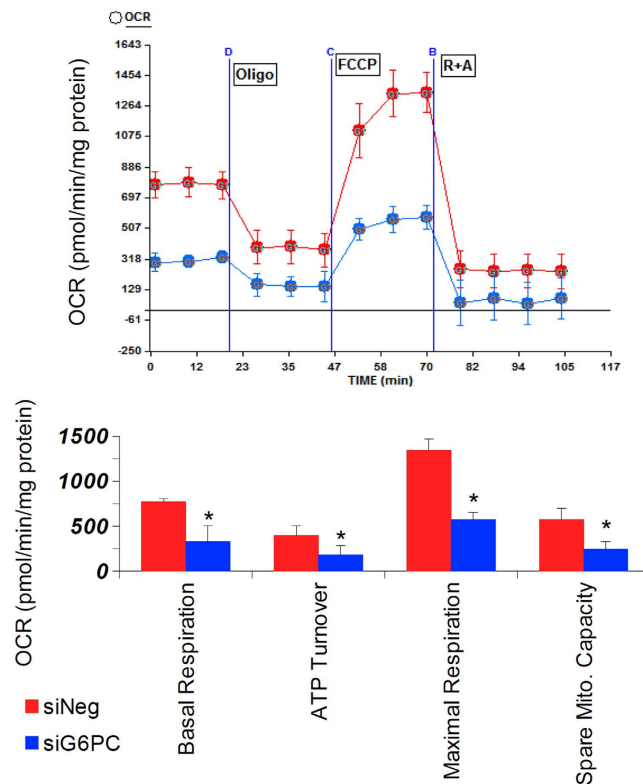 OCR
OCR (pmol/min/mg protein)
1643
1454
1264
1075
886
697
507
318
129
-61
-250
D
Oligo
C
FCCP
B
R+A
0 12 23 35 47 58 70 82 94 105 117
TIME (min)
OCR (pmol/min/mg protein)
1500
1000
500
0
* * * *
Basal Respiration
ATP Turnover
Maximal Respiration
Spare Mito. Capacity
siNeg
siG6PC